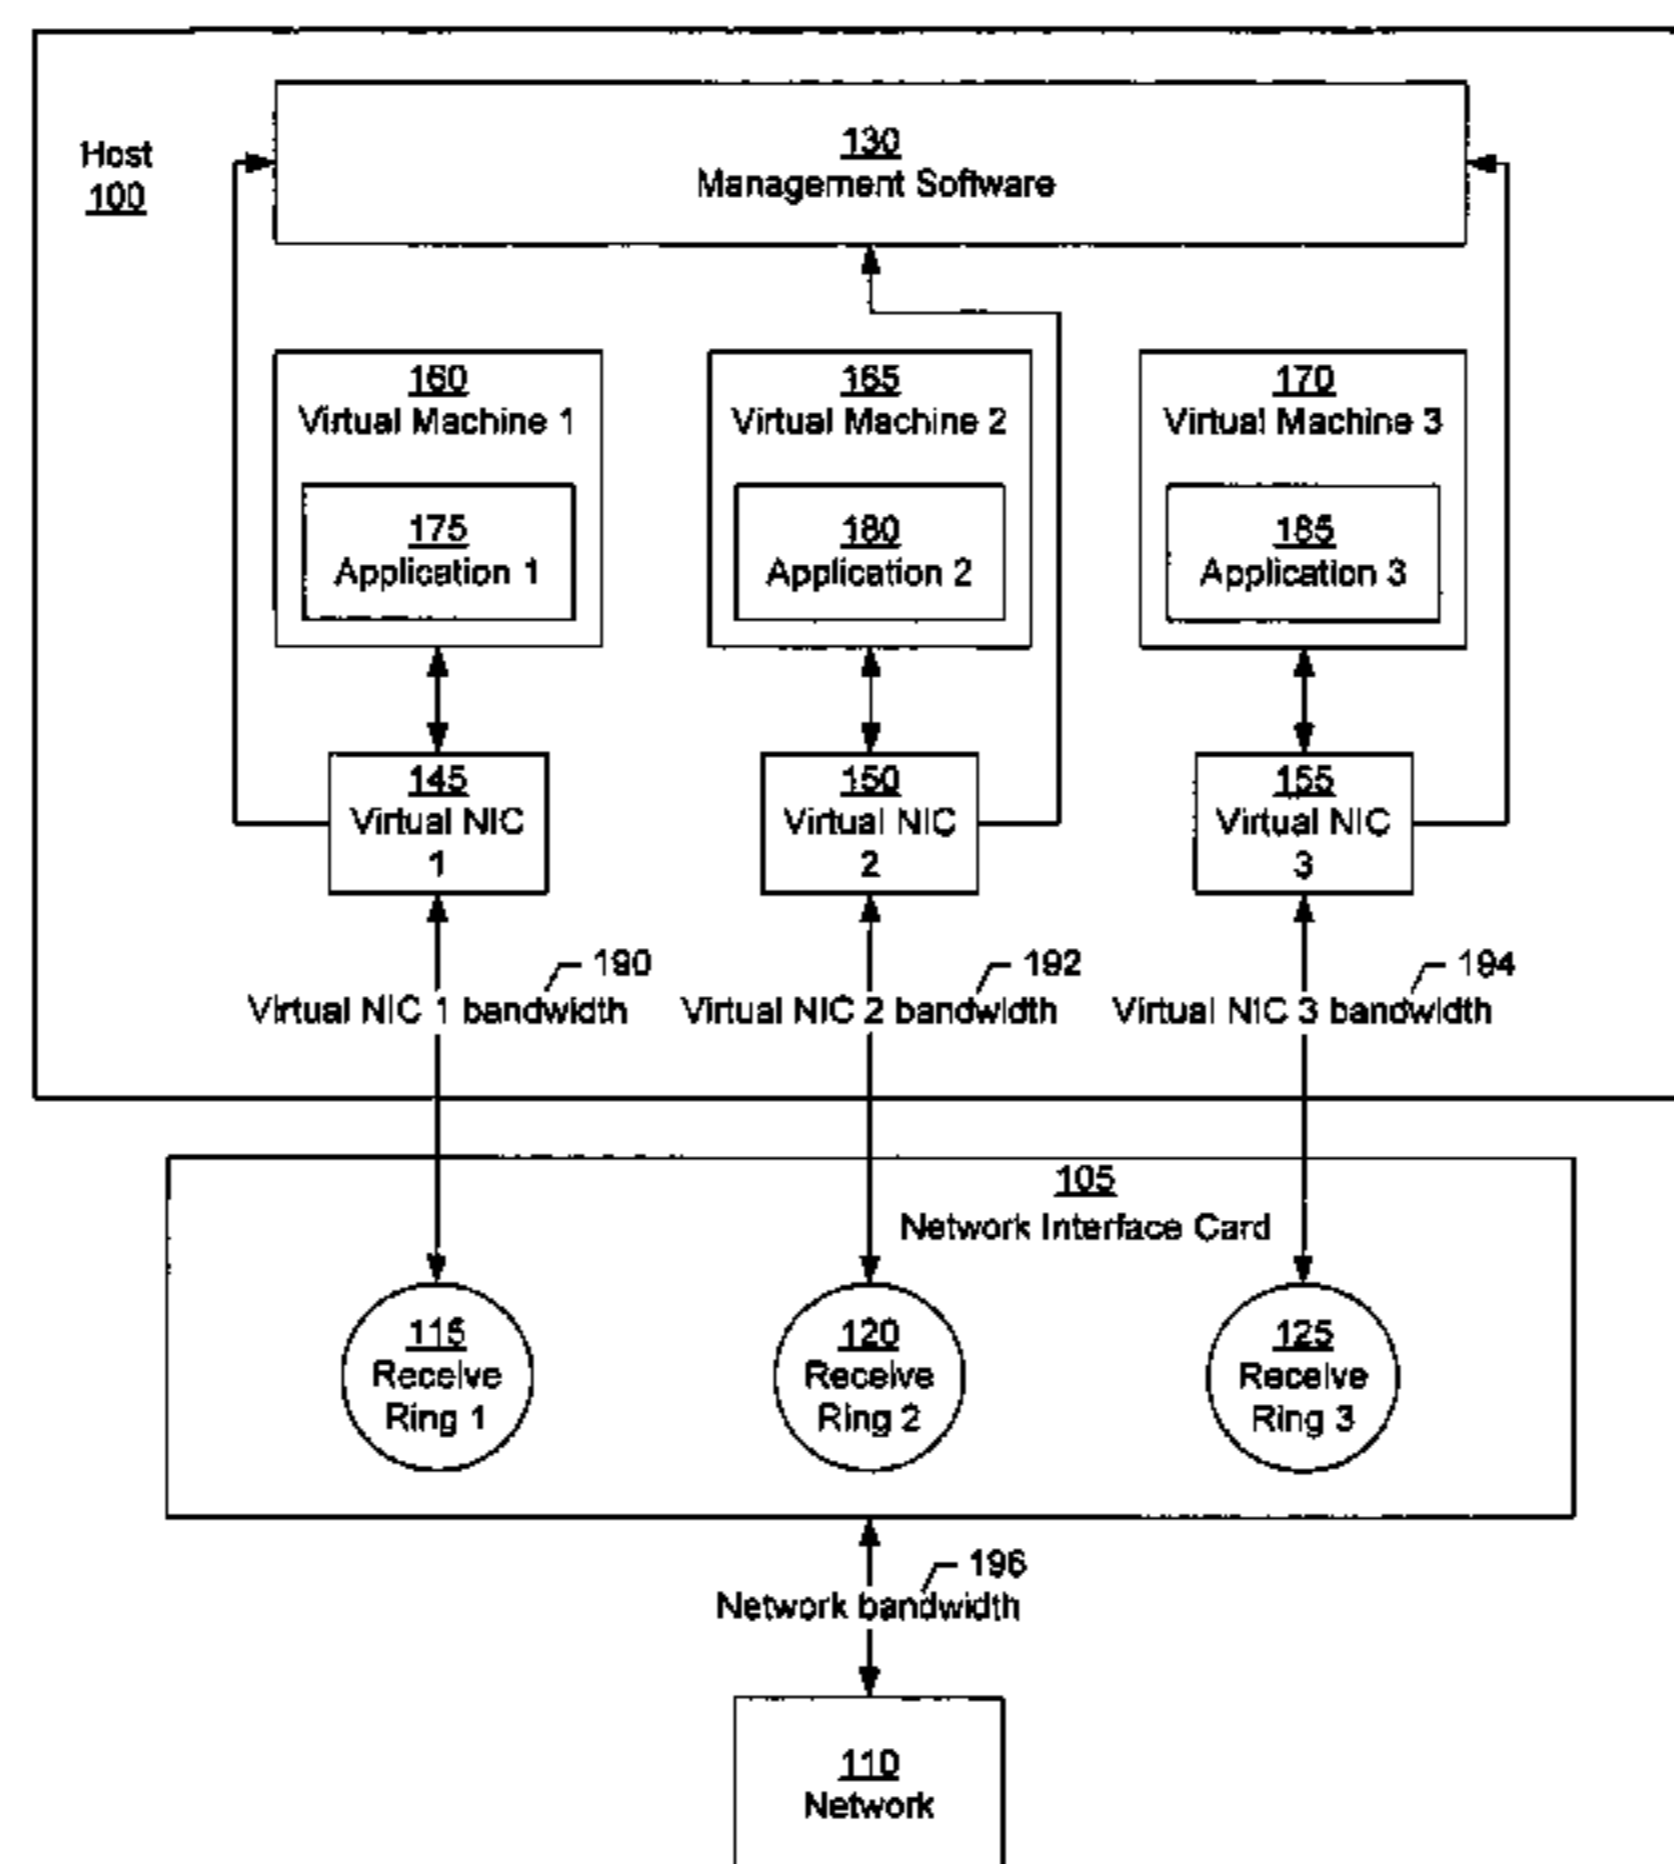 130
Management Software
Host
100
160
Virtual Machine 1
165
Virtual Machine 2
170
Virtual Machine 3
175
Application 1
180
Application 2
185
Application 3
145
Virtual NIC
1
150
Virtual NIC
2
155
Virtual NIC
3
190
Virtual NIC 1 bandwidth
192
Virtual NIC 2 bandwidth
194
Virtual NIC 3 bandwidth
105
Network Interface Card
115
Receive
Ring 1
120
Receive
Ring 2
125
Receive
Ring 3
196
Network bandwidth
110
Network